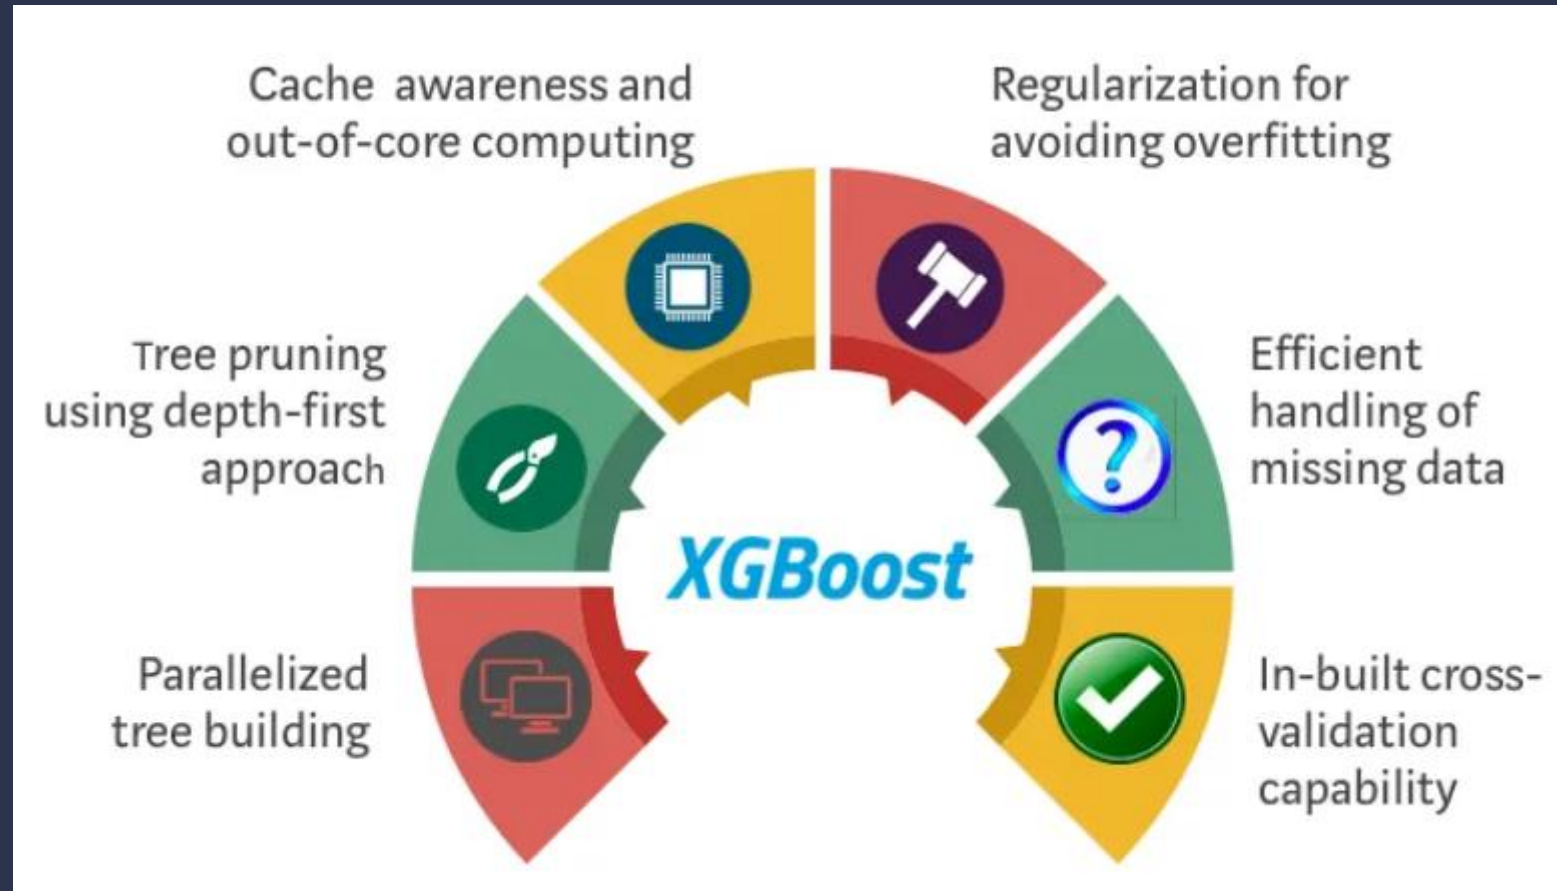 Cache awareness and
out-of-core computing
Regularization for
avoiding overfitting
Tree pruning
using depth-first
approach
Efficient
handling of
missing data
XGBoost
Parallelized
tree building
In-built cross-
validation
capability